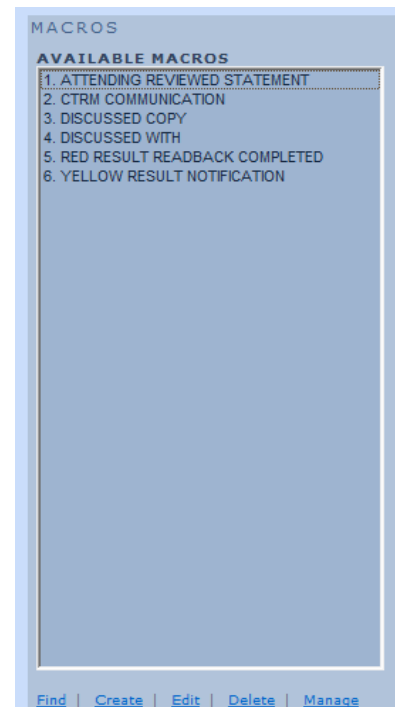 MACROS
AVAILABLE MACROS
1. ATTENDING REVIEWED STATEMENT
2. CTRM COMMUNICATION
3. DISCUSSED COPY
4. DISCUSSED WITH
5. RED RESULT READBACK COMPLETED
6. YELLOW RESULT NOTIFICATION
Find | Create | Edit | Delete | Manage